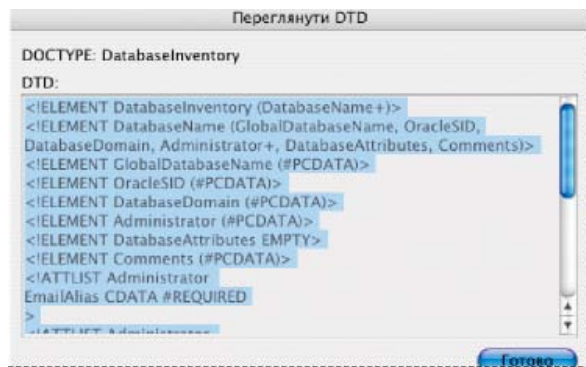 Переглянути DTD
DOCTYPE: DatabaseInventory
DTD:
<!ELEMENT DatabaseInventory (DatabaseName+)>
<!ELEMENT DatabaseName (GlobalDatabaseName, OracleSID,
DatabaseDomain, Administrator+, DatabaseAttributes, Comments)>
<!ELEMENT GlobalDatabaseName (#PCDATA)>
<!ELEMENT OracleSID (#PCDATA)>
<!ELEMENT DatabaseDomain (#PCDATA)>
<!ELEMENT Administrator (#PCDATA)>
<!ELEMENT DatabaseAttributes EMPTY>
<!ELEMENT Comments (#PCDATA)>
<!ATTLIST Administrator
EmailAlias CDATA #REQUIRED
>
<!ATTLIST Administrator
Готово